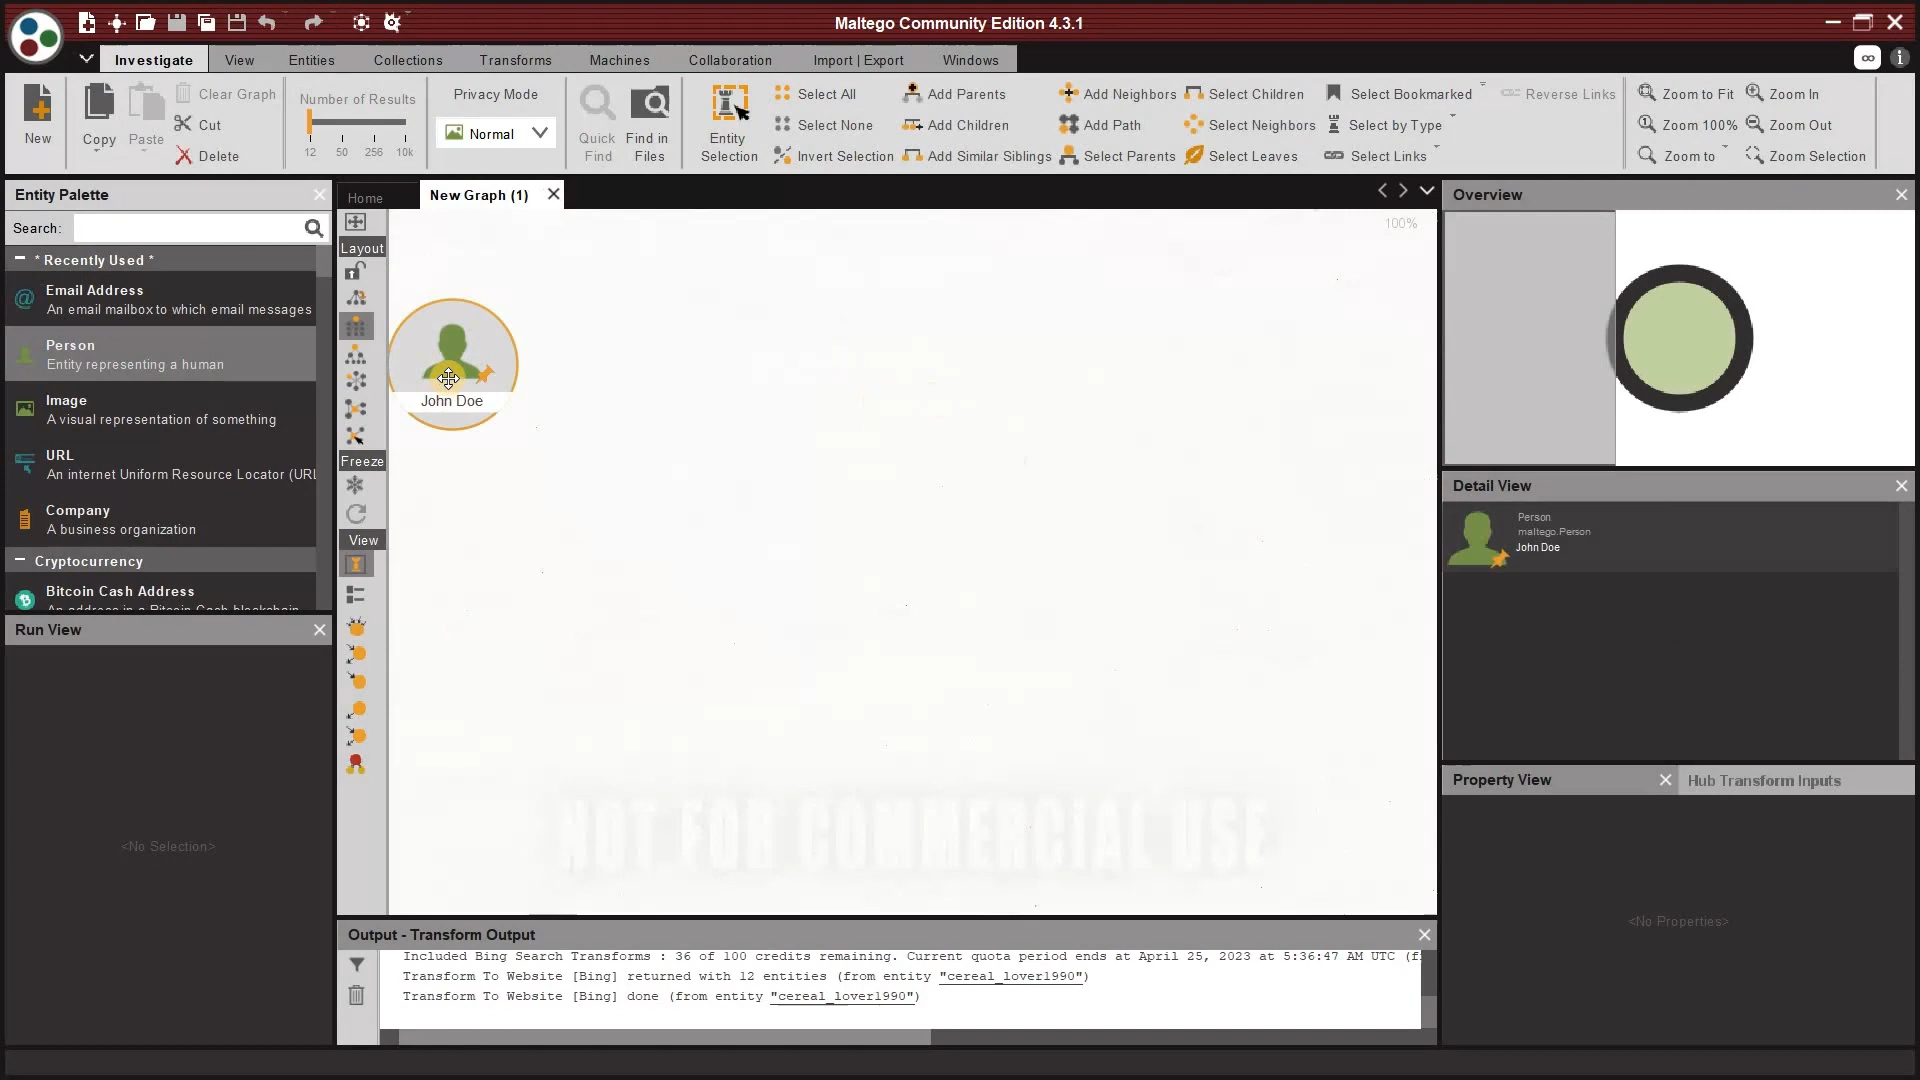 Maltego Community Edition 4.3.1
Investigate View Entities Collections Transforms Machines Collaboration Import | Export Windows
New
Copy
Paste
Clear Graph
Cut
Delete
Number of Results
12 50 256 10k
Privacy Mode
Normal
Quick Find
Find in Files
Entity Selection
Select All
Select None
Invert Selection
Add Parents
Add Children
Add Similar Siblings
Add Neighbors
Add Path
Select Parents
Select Children
Select Neighbors
Select Leaves
Select Bookmarked
Select by Type
Select Links
Reverse Links
Zoom to Fit
Zoom 100%
Zoom to
Zoom In
Zoom Out
Zoom Selection
Entity Palette
Search:
* Recently Used *
Email Address
An email mailbox to which email messages
Person
Entity representing a human
Image
A visual representation of something
URL
An internet Uniform Resource Locator (URL
Company
A business organization
Cryptocurrency
Bitcoin Cash Address
An address in a Bitcoin Cash blockchain
Run View
<No Selection>
Home
New Graph (1)
Layout
Freeze
View
100%
John Doe
NOT FOR COMMERCIAL USE
Output - Transform Output
Included Bing Search Transforms : 36 of 100 credits remaining. Current quota period ends at April 25, 2023 at 5:36:47 AM UTC
Transform To Website [Bing] returned with 12 entities (from entity "cereal_lover1990")
Transform To Website [Bing] done (from entity "cereal_lover1990")
Overview
Detail View
Person
maltego.Person
John Doe
Property View
Hub Transform Inputs
<No Properties>